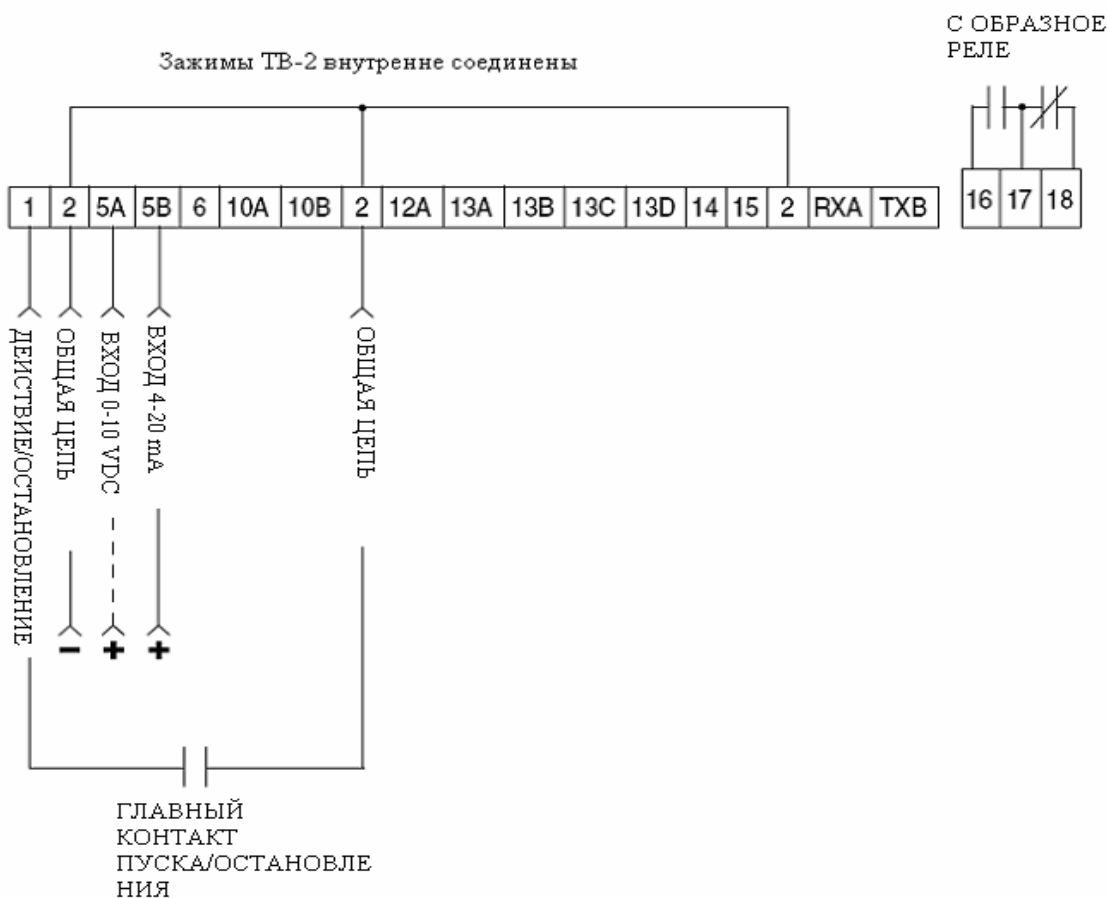 С ОБРАЗНОЕ
РЕЛЕ
Зажимы ТВ-2 внутренне соединены
1 2 5A 5B 6 10A 10B 2 12A 13A 13B 13C 13D 14 15 2 RXA TXB
16 17 18
ДЕИСТВИЕ/ОСТАНОВЛЕНИЕ
ОБЩАЯ ЦЕПЬ
ВХОД 0-10 VDC
ВХОД 4-20 mA
ОБЩАЯ ЦЕПЬ
- + +
ГЛАВНЫЙ
КОНТАКТ
ПУСКА/ОСТАНОВЛЕ
НИЯ